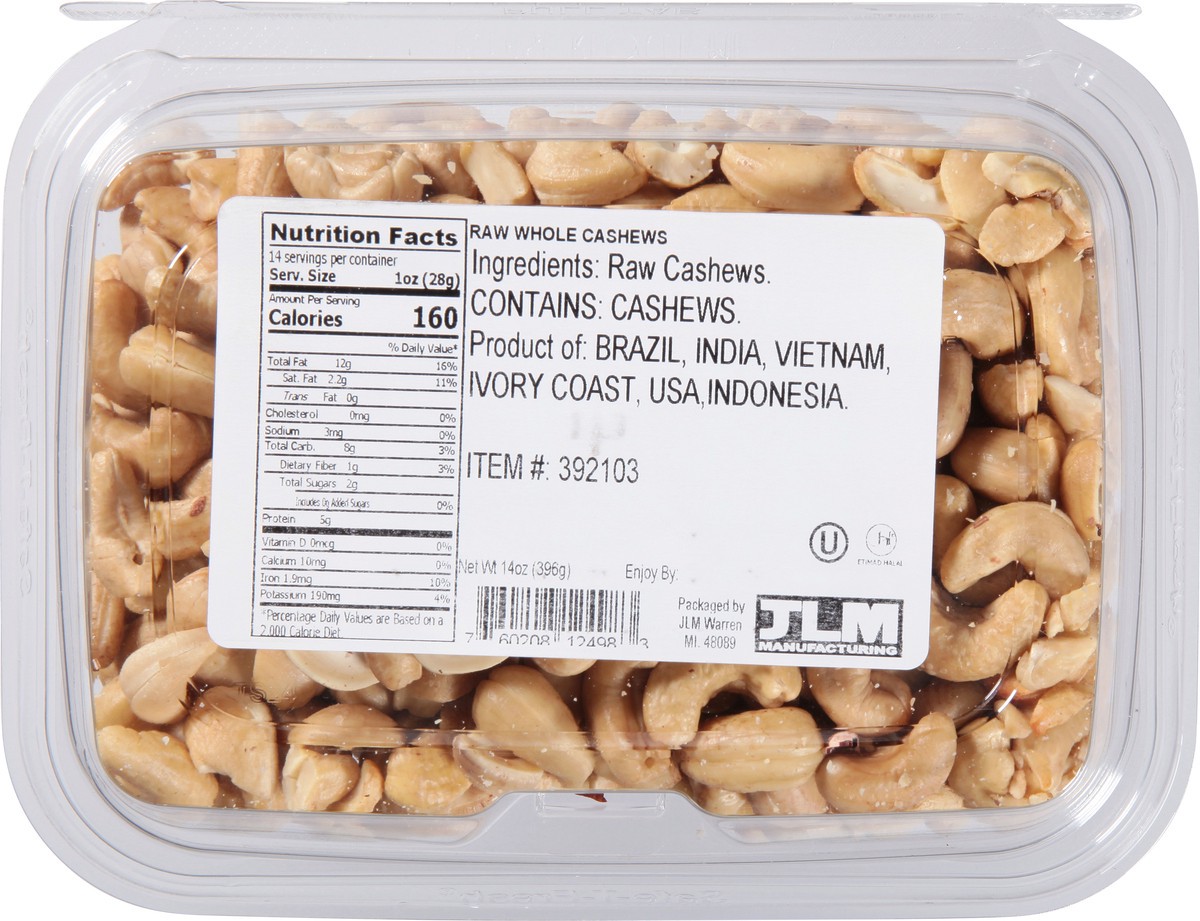 Nutrition Facts
14 servings per container
Serv. Size 1oz (28g)
Amount Per Serving
Calories 160
% Daily Value*
Total Fat 12g 16%
Sat. Fat 2.2g 11%
Trans Fat 0g
Cholesterol 0mg 0%
Sodium 3mg 0%
Total Carb. 8g 3%
Dietary Fiber 1g 3%
Total Sugars 2g
Includes 0g Added Sugars 0%
Protein 5g
Vitamin D 0mcg 0%
Calcium 10mg 0%
Iron 1.9mg 10%
Potassium 190mg 4%
*Percentage Daily Values are Based on a
2,000 Calorie Diet
RAW WHOLE CASHEWS
Ingredients: Raw Cashews.
CONTAINS: CASHEWS.
Product of: BRAZIL, INDIA, VIETNAM,
IVORY COAST, USA,INDONESIA.
ITEM #: 392103
U
ETIMAD HALAL
Net Wt 14oz (396g) Enjoy By:
7 60208 12498 3
Packaged by
JLM Warren
MI. 48089
JLM
MANUFACTURING